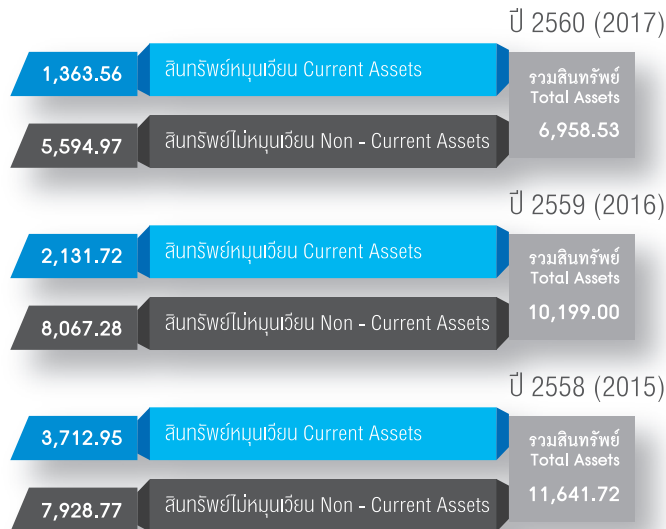 ปี 2560 (2017)
1,363.56 สินทรัพย์หมุนเวียน Current Assets
รวมสินทรัพย์
Total Assets
6,958.53
5,594.97 สินทรัพย์ไม่หมุนเวียน Non - Current Assets
ปี 2559 (2016)
2,131.72 สินทรัพย์หมุนเวียน Current Assets
รวมสินทรัพย์
Total Assets
10,199.00
8,067.28 สินทรัพย์ไม่หมุนเวียน Non - Current Assets
ปี 2558 (2015)
3,712.95 สินทรัพย์หมุนเวียน Current Assets
รวมสินทรัพย์
Total Assets
11,641.72
7,928.77 สินทรัพย์ไม่หมุนเวียน Non - Current Assets